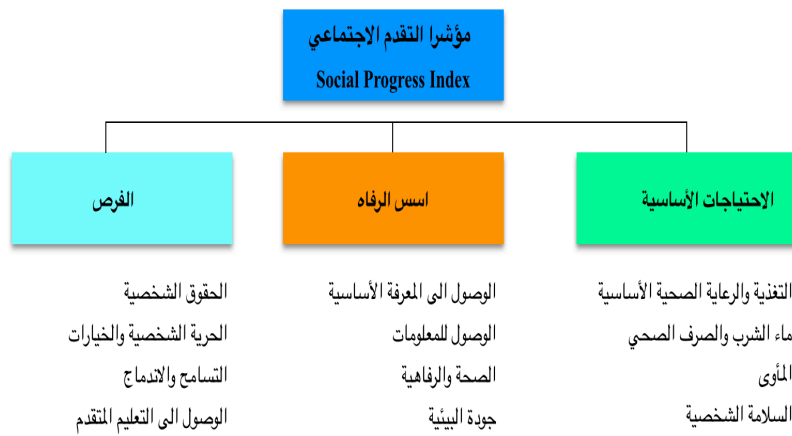 مؤشرا التقدم الاجتماعي
Social Progress Index
الاحتياجات الأساسية
التغذية والرعاية الصحية الأساسية
ماء الشرب والصرف الصحي
المأوى
السلامة الشخصية
اسس الرفاه
الوصول الى المعرفة الأساسية
الوصول للمعلومات
الصحة والرفاهية
جودة البيئية
الفرص
الحقوق الشخصية
الحرية الشخصية والخيارات
التسامح والاندماج
الوصول الى التعليم المتقدم